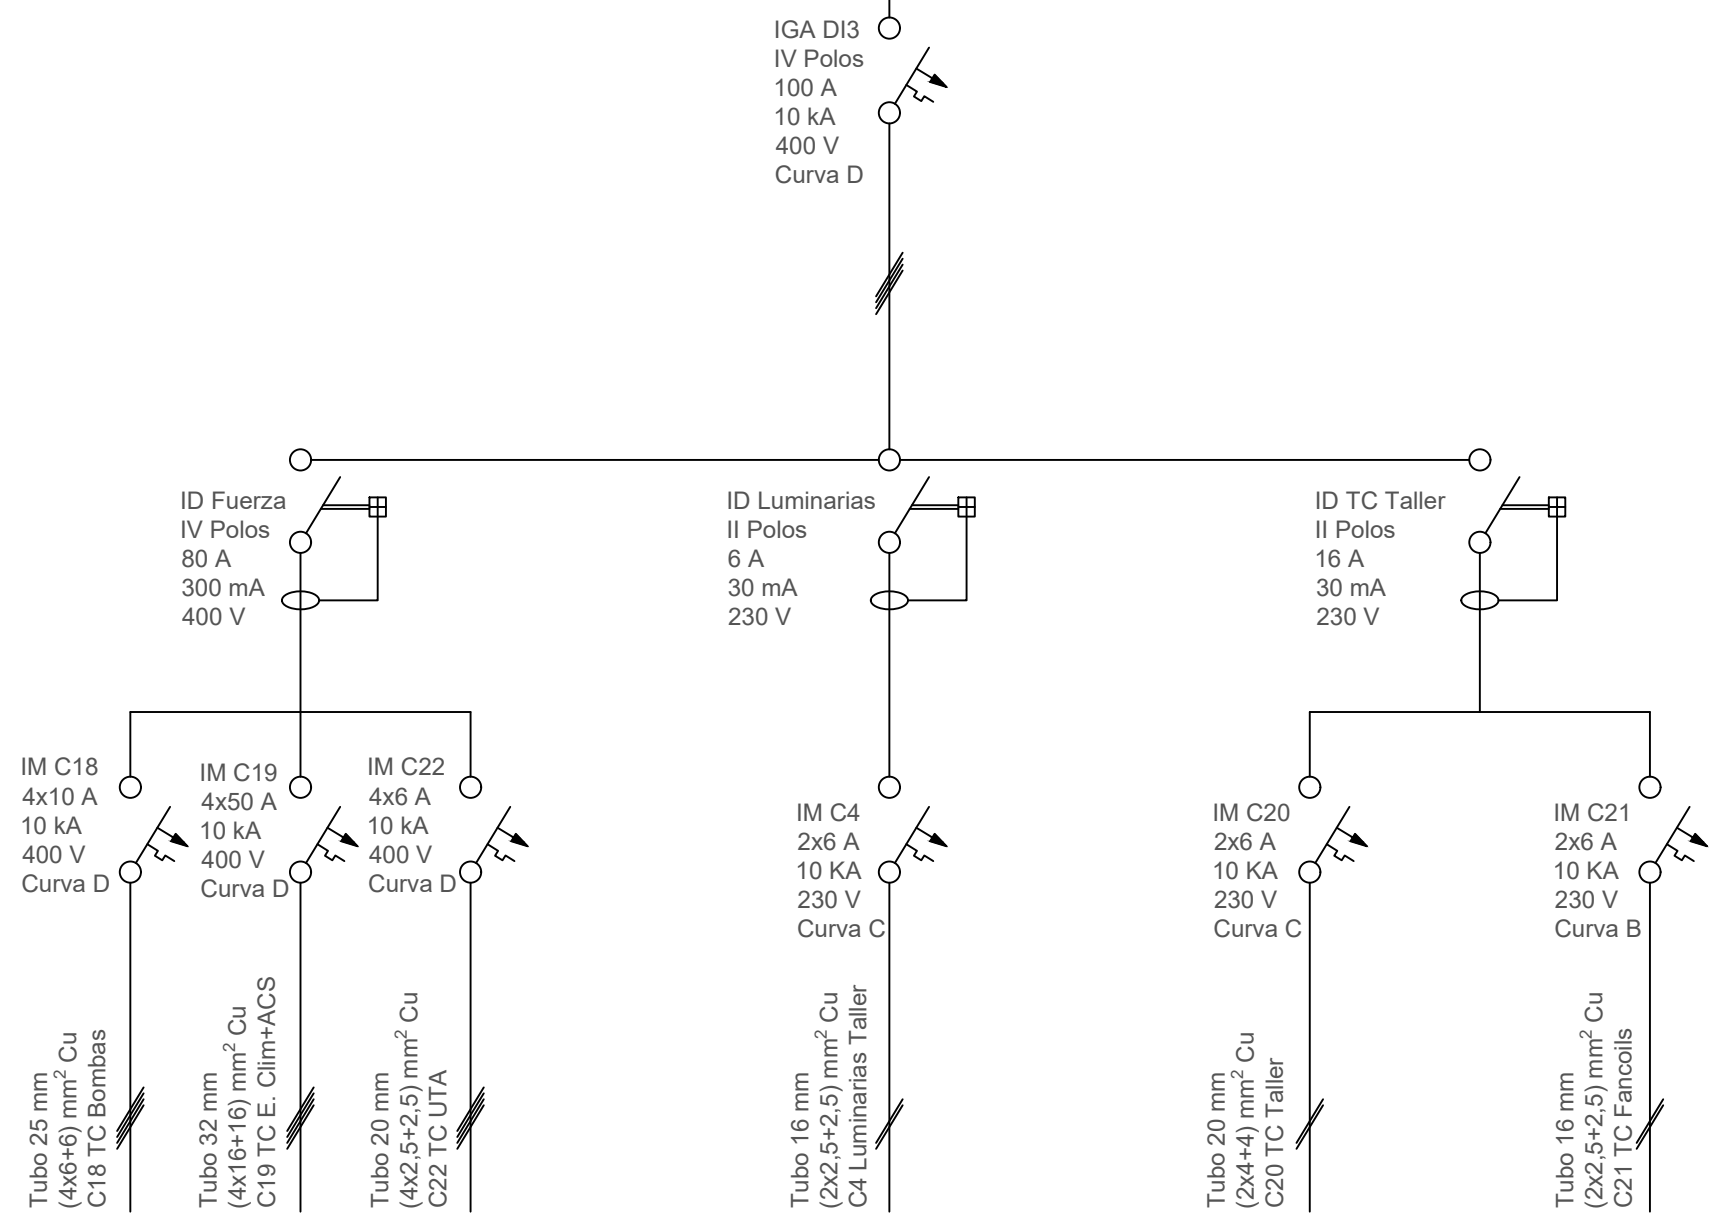 IGA DI3
IV Polos
100 A
10 kA
400 V
Curva D
ID Fuerza
IV Polos
80 A
300 mA
400 V
ID Luminarias
II Polos
6 A
30 mA
230 V
ID TC Taller
II Polos
16 A
30 mA
230 V
IM C18
4x10 A
10 kA
400 V
Curva D
IM C19
4x50 A
10 kA
400 V
Curva D
IM C22
4x6 A
10 kA
400 V
Curva D
IM C4
2x6 A
10 KA
230 V
Curva C
IM C20
2x6 A
10 KA
230 V
Curva C
IM C21
2x6 A
10 KA
230 V
Curva B
Tubo 25 mm
(4x6+6) mm² Cu
C18 TC Bombas
Tubo 32 mm
(4x16+16) mm² Cu
C19 TC E. Clim+ACS
Tubo 20 mm
(4x2,5+2,5) mm² Cu
C22 TC UTA
Tubo 16 mm
(2x2,5+2,5) mm² Cu
C4 Luminarias Taller
Tubo 20 mm
(2x4+4) mm² Cu
C20 TC Taller
Tubo 16 mm
(2x2,5+2,5) mm² Cu
C21 TC Fancoils